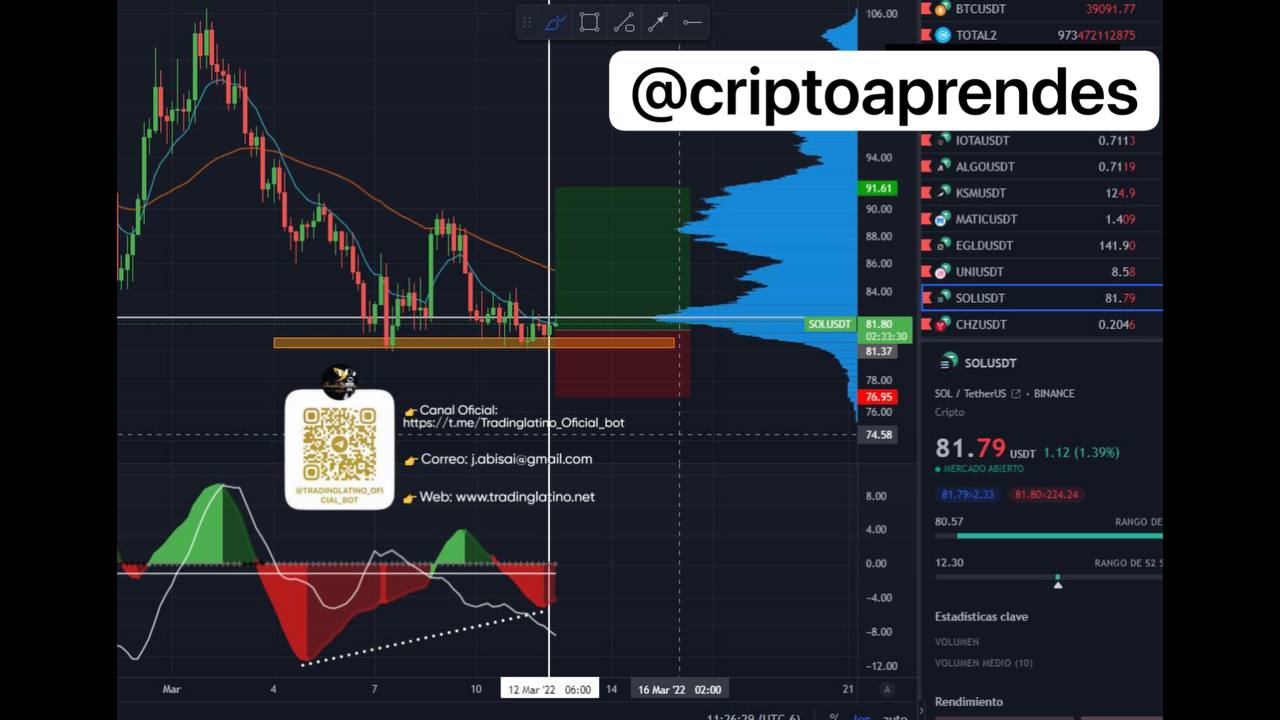 106.00
BTCUSDT 39091.77
TOTAL2 973472112875
@criptoaprendes
IOTAUSDT 0.7113
94.00
ALGOUSDT 0.7119
91.61
KSMUSDT 124.9
90.00
MATICUSDT 1.409
88.00
EGLDUSDT 141.90
86.00
UNIUSDT 8.58
84.00
SOLUSDT 81.79
SOLUSDT 81.80
CHZUSDT 0.2046
02:33:30
81.37
SOLUSDT
78.00
76.95
SOL / TetherUS • BINANCE
76.00
Cripto
Canal Oficial:
https://t.me/Tradinglatino_Oficial_bot
74.58
81.79 USDT 1.12 (1.39%)
MERCADO ABIERTO
Correo: j.abisai@gmail.com
@TRADINGLATINO_OFI
CIAL_BOT
Web: www.tradinglatino.net
81.79×2.33 81.80×224.24
8.00
80.57 RANGO DE
4.00
0.00
12.30 RANGO DE 52 S
-4.00
Estadísticas clave
-8.00
VOLUMEN
-12.00
VOLUMEN MEDIO (10)
Mar 4 7 10 12 Mar '22 06:00 14 16 Mar '22 02:00 21 A
Rendimiento
11:26:29 (UTC-6) % log auto